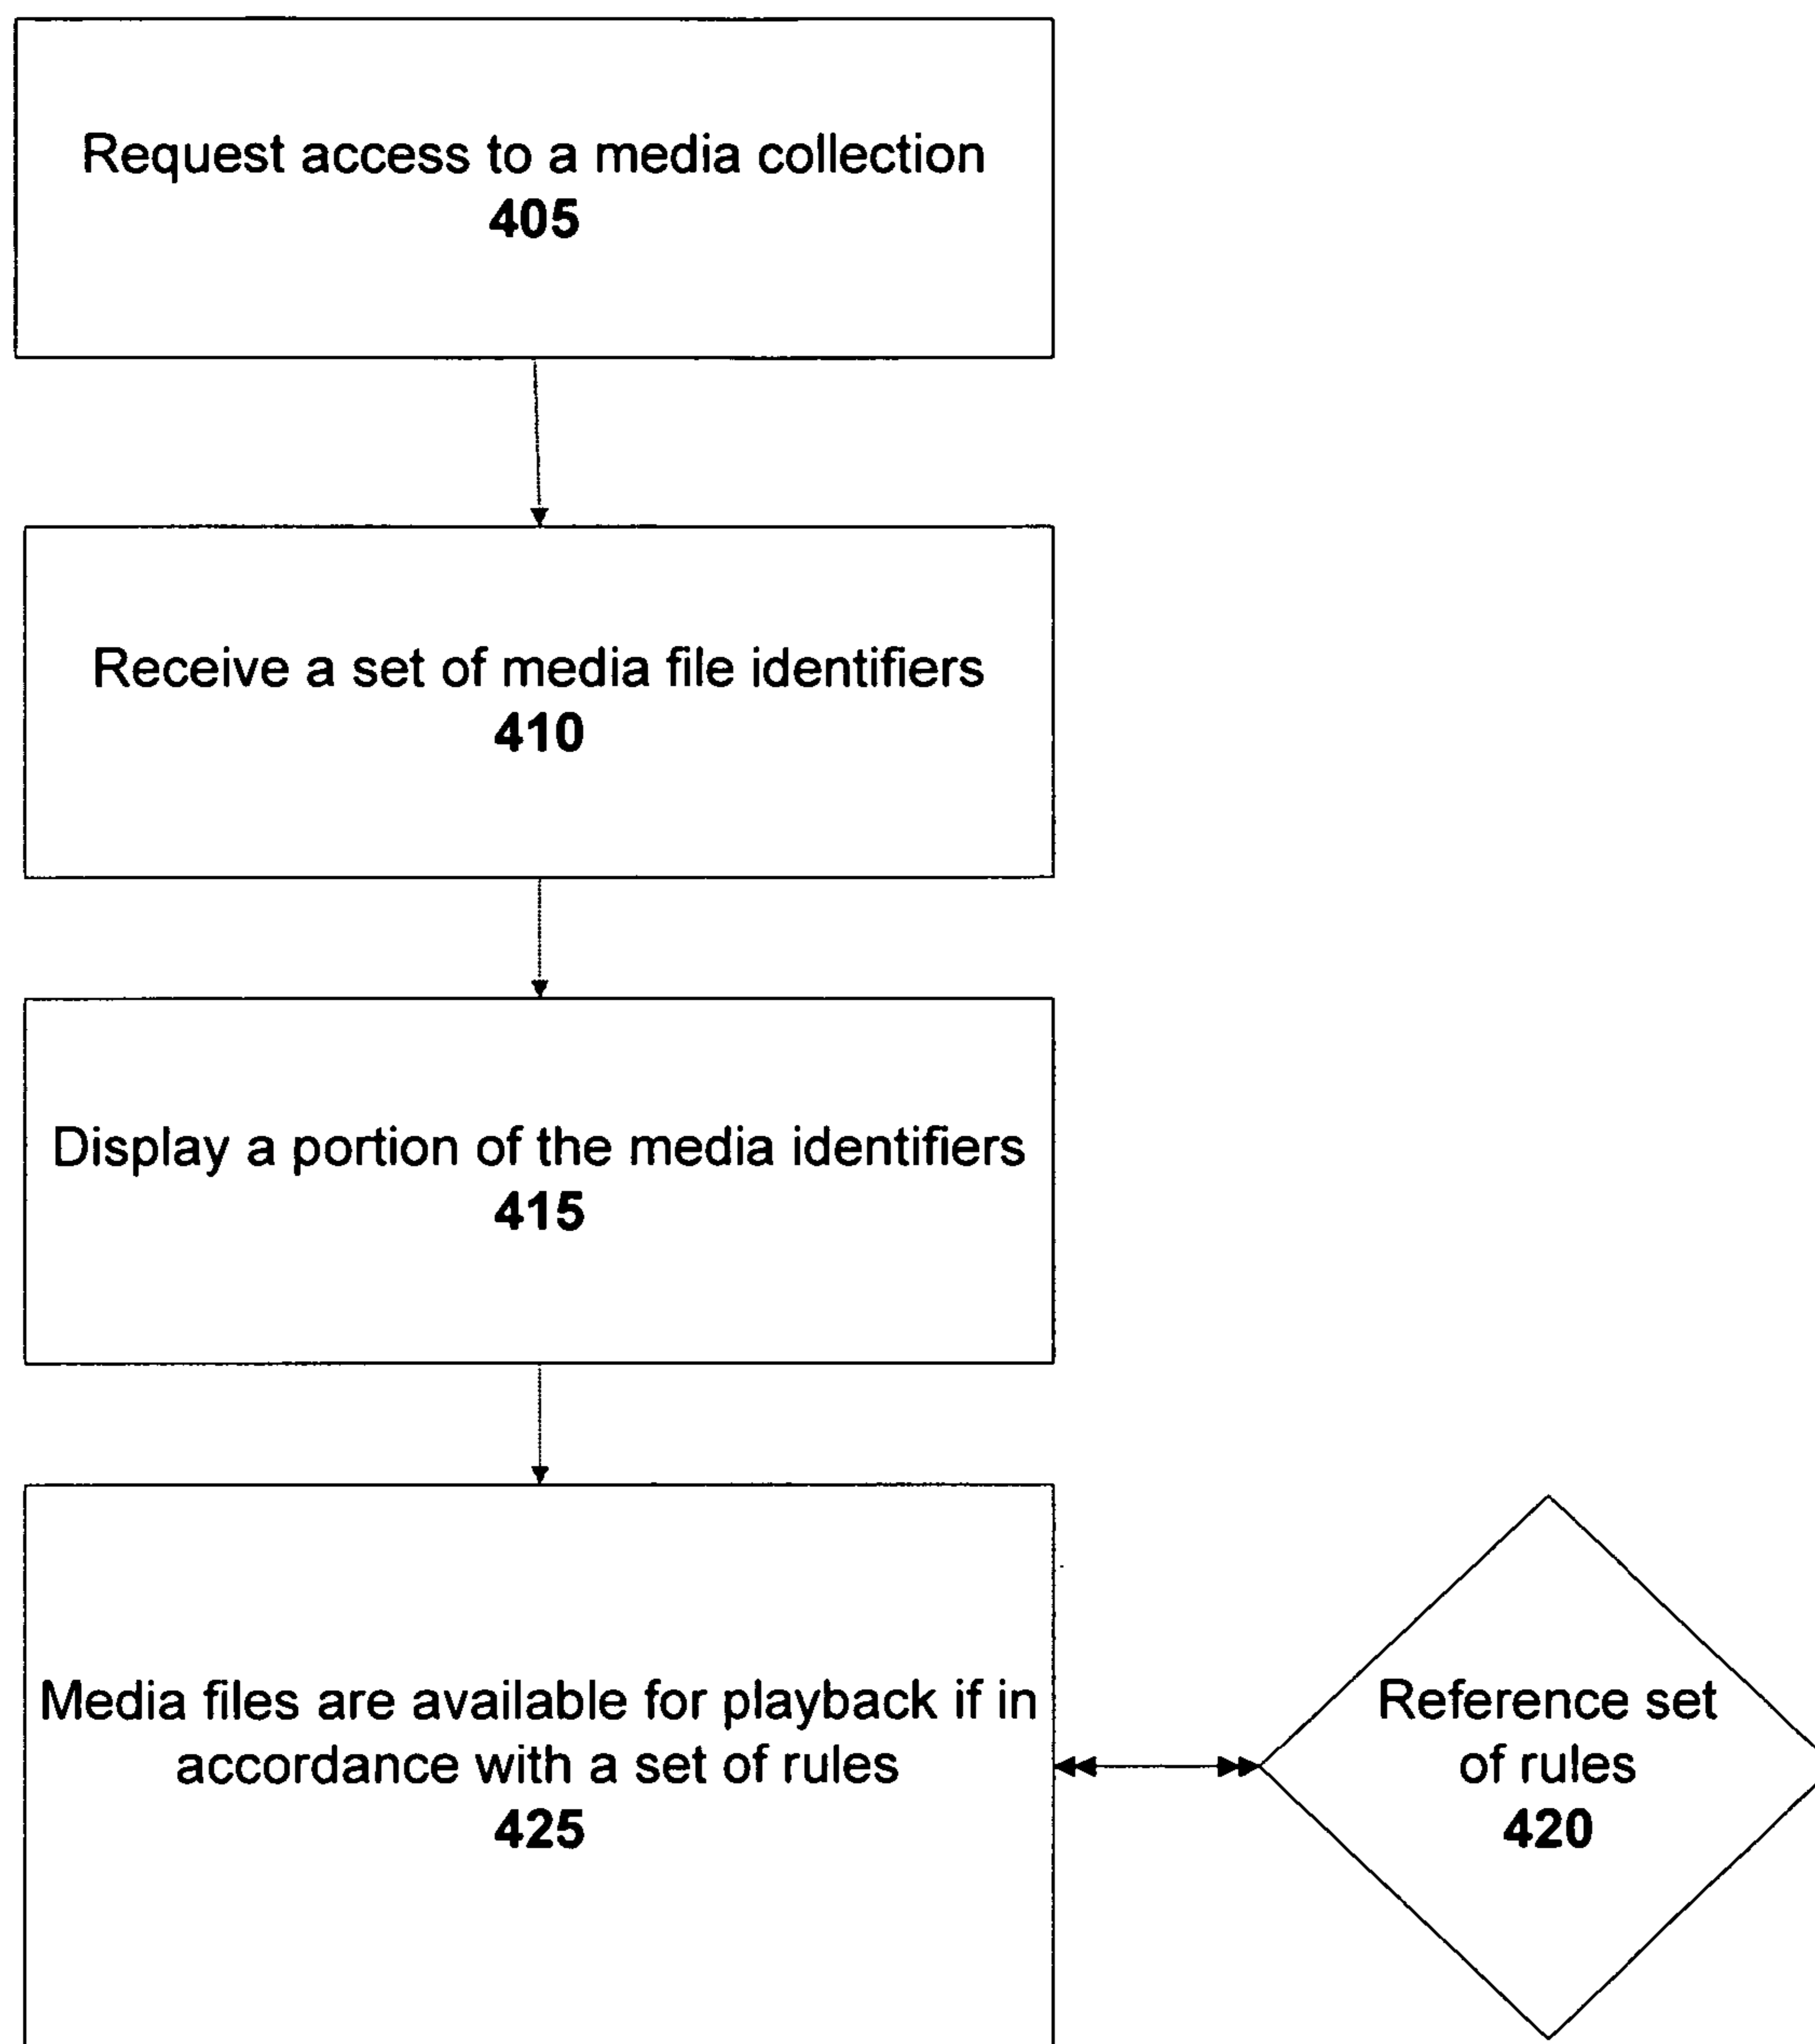 Request access to a media collection
405
Receive a set of media file identifiers
410
Display a portion of the media identifiers
415
Media files are available for playback if in
accordance with a set of rules
425
Reference set
of rules
420